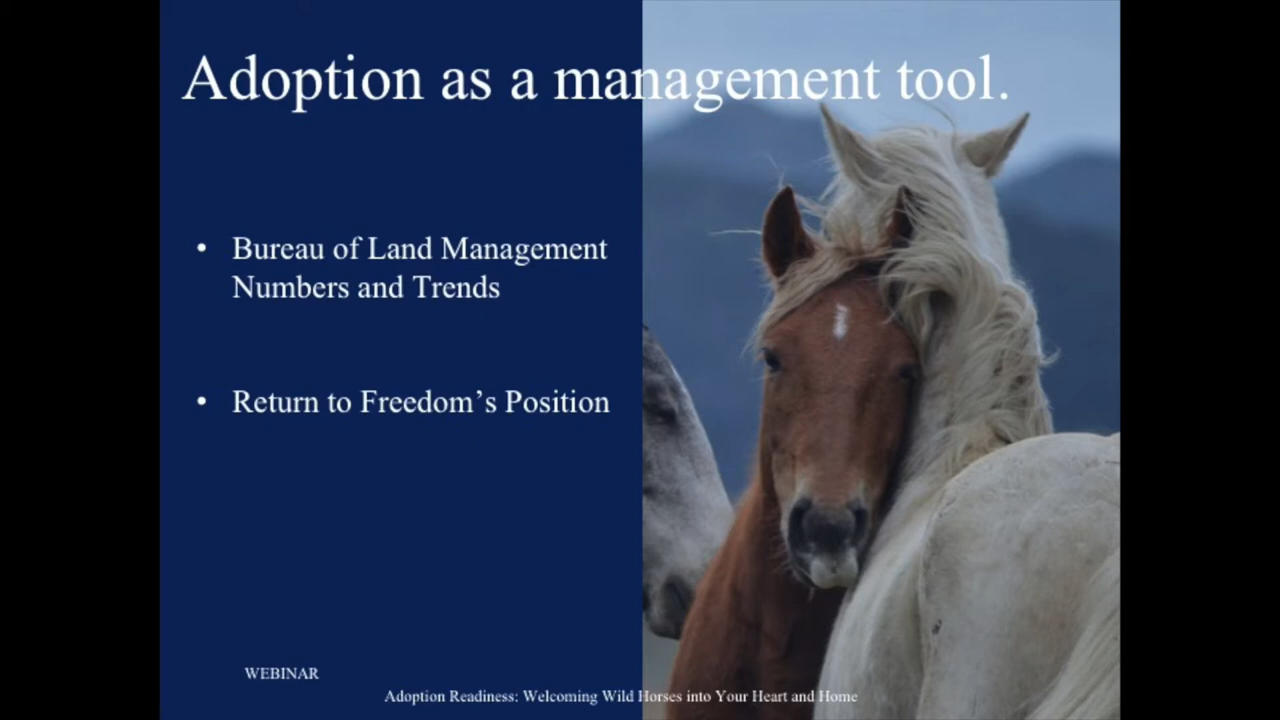 Adoption as a management tool.
• Bureau of Land Management
Numbers and Trends
• Return to Freedom’s Position
WEBINAR
Adoption Readiness: Welcoming Wild Horses into Your Heart and Home